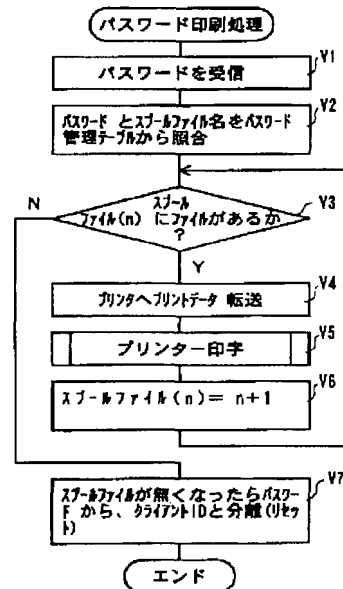 パスワード印刷処理
V1
パスワードを受信
V2
パスワード とスプールファイル名をパスワード
管理テーブルから照合
N
スプール
ファイル(n) にファイルがあるか
?
V3
Y
V4
プリンタへプリントデータ 転送
V5
プリンター印字
V6
スプールファイル(n)= n+1
V7
スプールファイルが無くなったらパスワー
ド から、クライアントIDと分離(リセッ
ト)
エンド